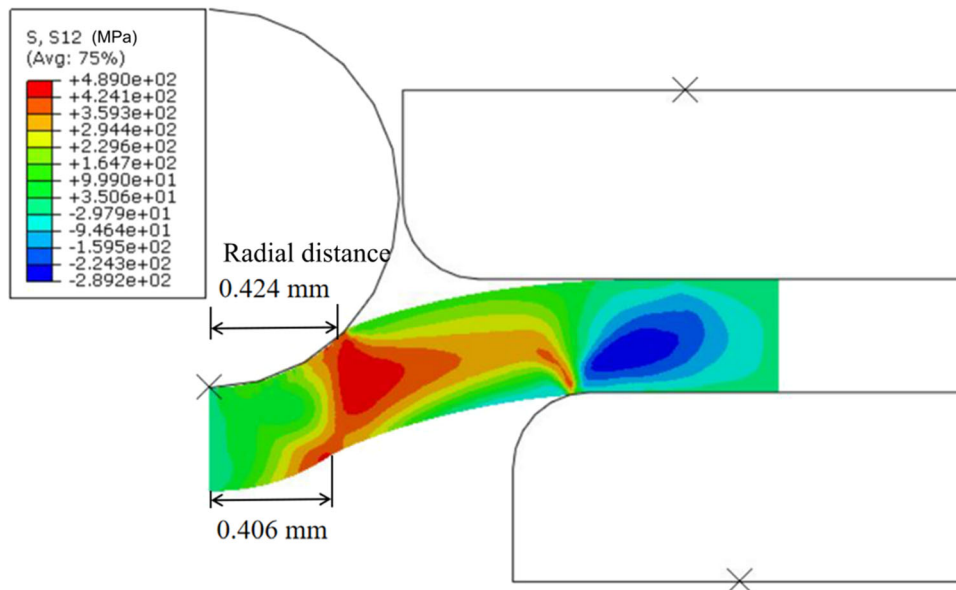 S, S12 (MPa)
(Avg: 75%)
+4.890e+02
+4.241e+02
+3.593e+02
+2.944e+02
+2.296e+02
+1.647e+02
+9.990e+01
+3.506e+01
-2.979e+01
-9.464e+01
-1.595e+02
-2.243e+02
-2.892e+02
Radial distance
0.424 mm
0.406 mm